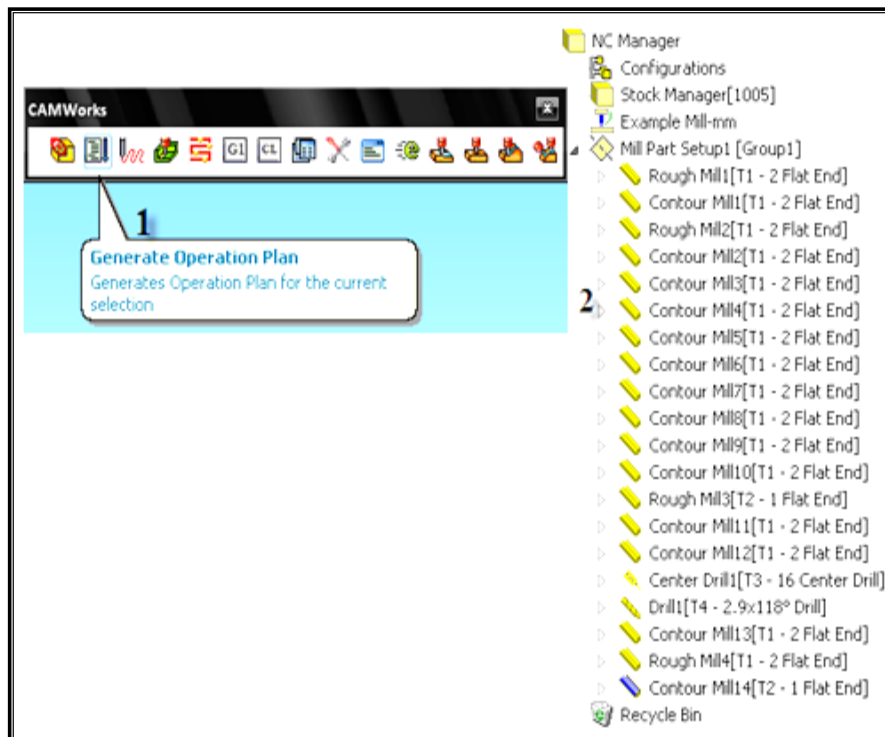 CAMWorks
G1
CL
1
Generate Operation Plan
Generates Operation Plan for the current
selection
NC Manager
Configurations
Stock Manager[1005]
Example Mill-mm
Mill Part Setup1 [Group1]
Rough Mill1[T1 - 2 Flat End]
Contour Mill1[T1 - 2 Flat End]
Rough Mill2[T1 - 2 Flat End]
Contour Mill2[T1 - 2 Flat End]
Contour Mill3[T1 - 2 Flat End]
2
Contour Mill4[T1 - 2 Flat End]
Contour Mill5[T1 - 2 Flat End]
Contour Mill6[T1 - 2 Flat End]
Contour Mill7[T1 - 2 Flat End]
Contour Mill8[T1 - 2 Flat End]
Contour Mill9[T1 - 2 Flat End]
Contour Mill10[T1 - 2 Flat End]
Rough Mill3[T2 - 1 Flat End]
Contour Mill11[T1 - 2 Flat End]
Contour Mill12[T1 - 2 Flat End]
Center Drill1[T3 - 16 Center Drill]
Drill1[T4 - 2.9x118° Drill]
Contour Mill13[T1 - 2 Flat End]
Rough Mill4[T1 - 2 Flat End]
Contour Mill14[T2 - 1 Flat End]
Recycle Bin